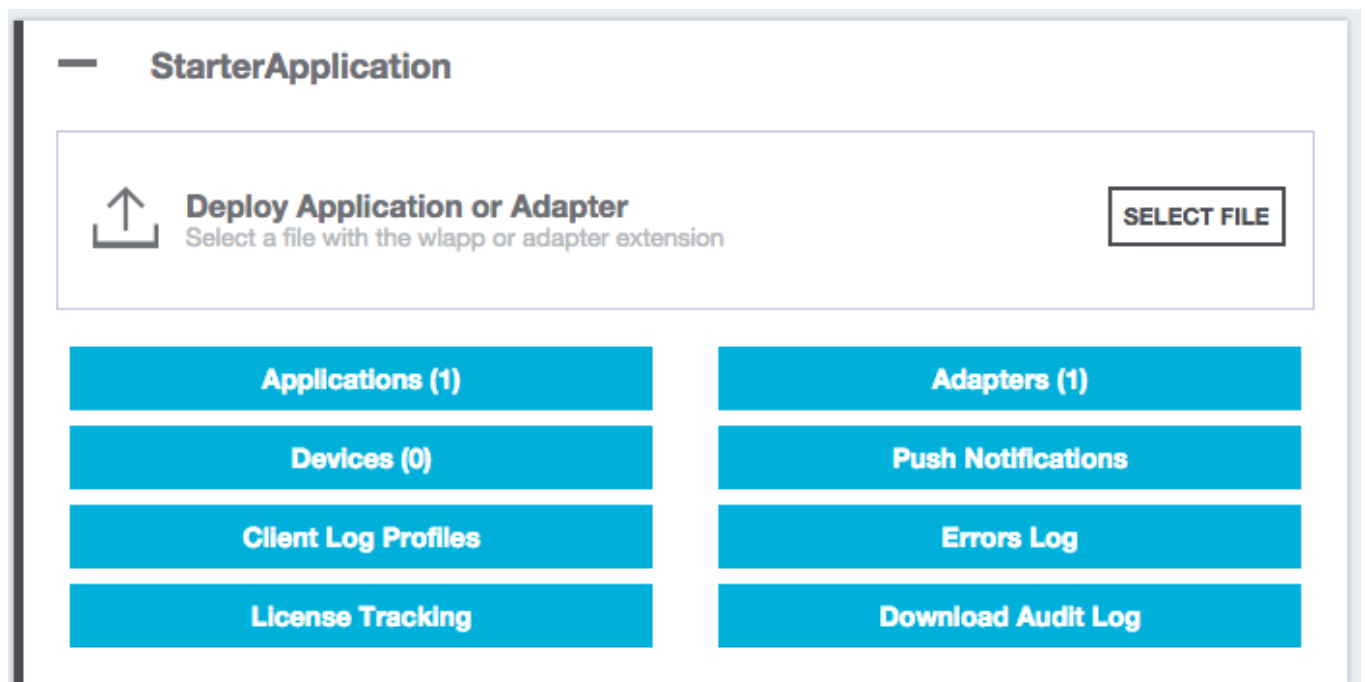 StarterApplication
Deploy Application or Adapter
Select a file with the wlapp or adapter extension
SELECT FILE
Applications (1)
Adapters (1)
Devices (0)
Push Notifications
Client Log Profiles
Errors Log
License Tracking
Download Audit Log